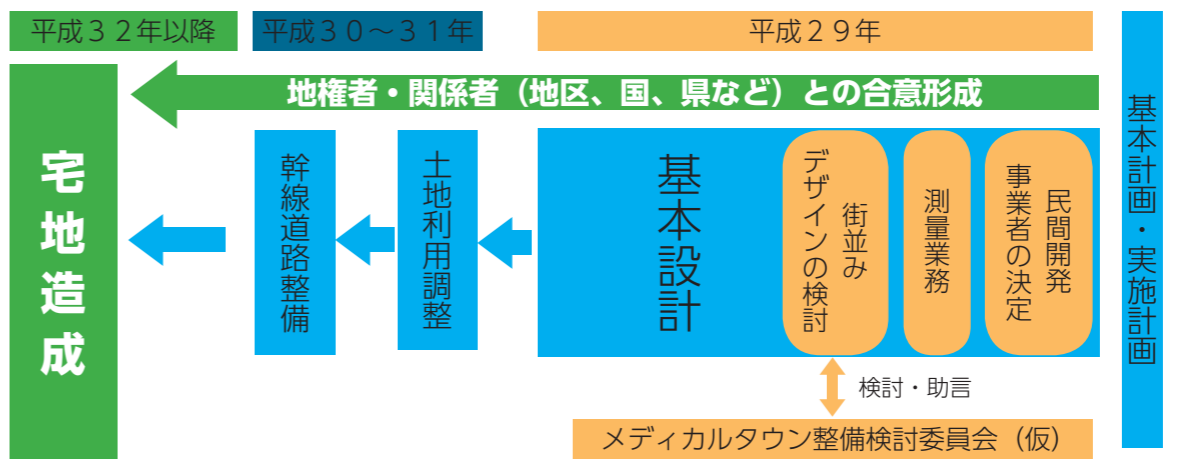 平成３２年以降
平成３０～３１年
平成２９年
基本計画・実施計画
地権者・関係者（地区、国、県など）との合意形成
民間開発
事業者の決定
測量業務
街並み
デザインの検討
基本設計
土地利用調整
幹線道路整備
宅地造成
検討・助言
メディカルタウン整備検討委員会（仮）